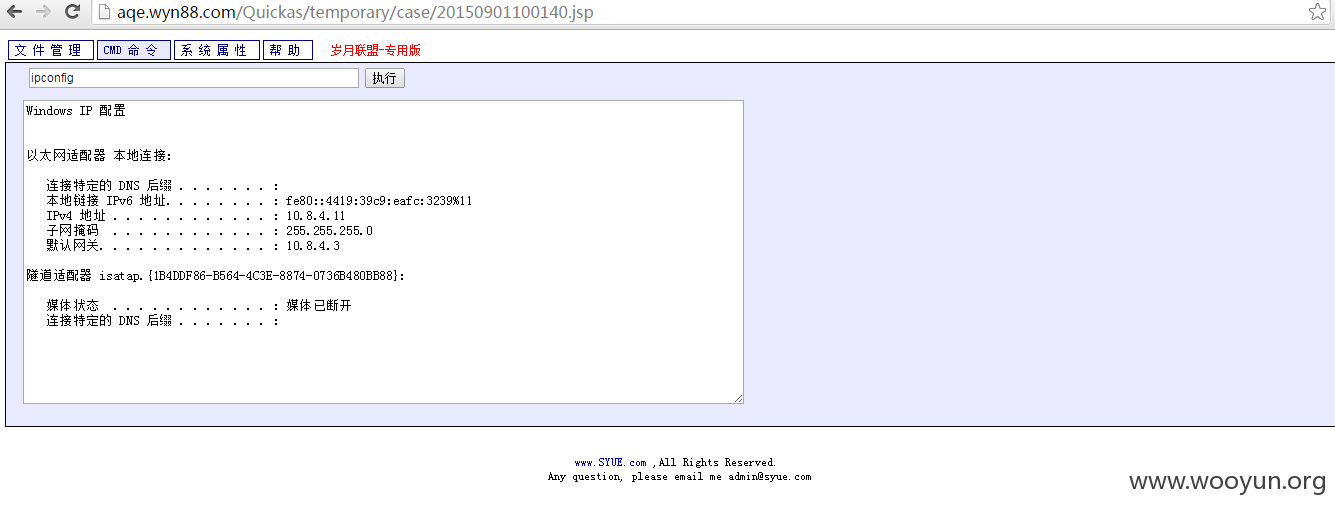 aqe.wyn88.com/Quickas/temporary/case/20150901100140.jsp
文件管理 CMD命令 系统属性 帮助 岁月联盟-专用版
ipconfig 执行
Windows IP 配置
以太网适配器 本地连接:
连接特定的 DNS 后缀 . . . . . . . :
本地链接 IPv6 地址. . . . . . . . : fe80::4419:39c9:eafc:3239%11
IPv4 地址 . . . . . . . . . . . . : 10.8.4.11
子网掩码 . . . . . . . . . . . . : 255.255.255.0
默认网关. . . . . . . . . . . . . : 10.8.4.3
隧道适配器 isatap.{1B4DDF86-B564-4C3E-8874-0736B480BB88}:
媒体状态 . . . . . . . . . . . . : 媒体已断开
连接特定的 DNS 后缀 . . . . . . . :
www.SYUE.com ,All Rights Reserved.
Any question, please email me admin@syue.com
www.wooyun.org